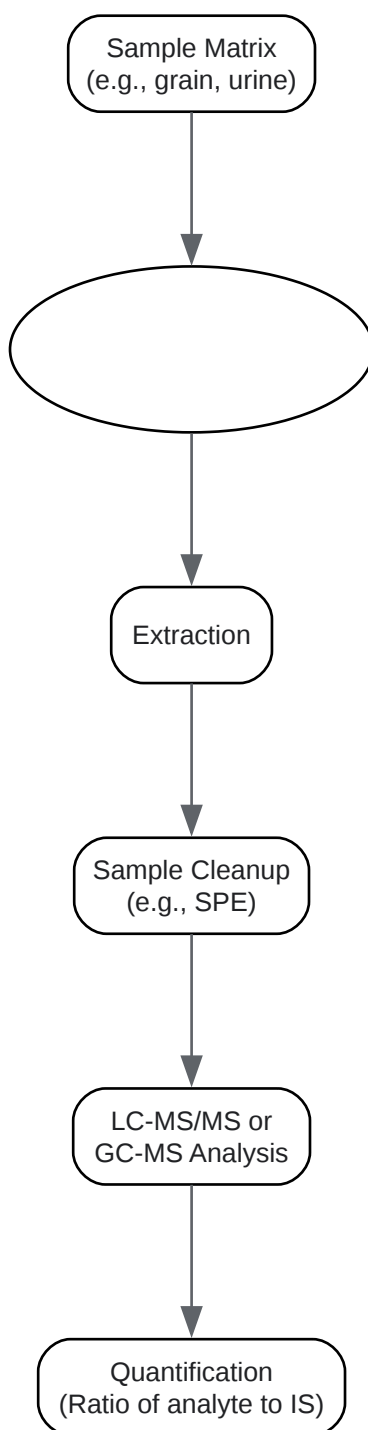 Sample Matrix
(e.g., grain, urine)
Extraction
Sample Cleanup
(e.g., SPE)
LC-MS/MS or
GC-MS Analysis
Quantification
(Ratio of analyte to IS)